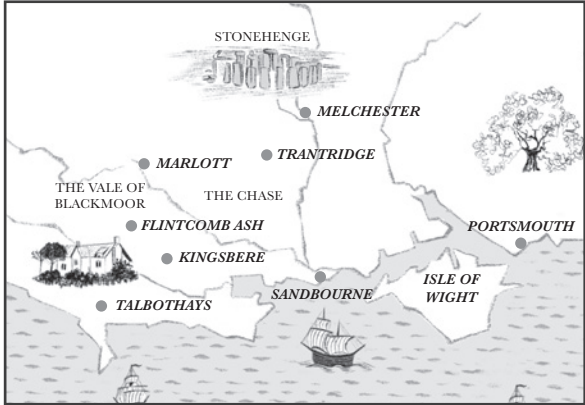 STONEHENGE
MELCHESTER
TRANTRIDGE
MARLOTT
THE VALE OF
BLACKMOOR
THE CHASE
FLINTCOMB ASH
PORTSMOUTH
KINGSBERE
ISLE OF
WIGHT
SANDBOURNE
TALBOTHAYS